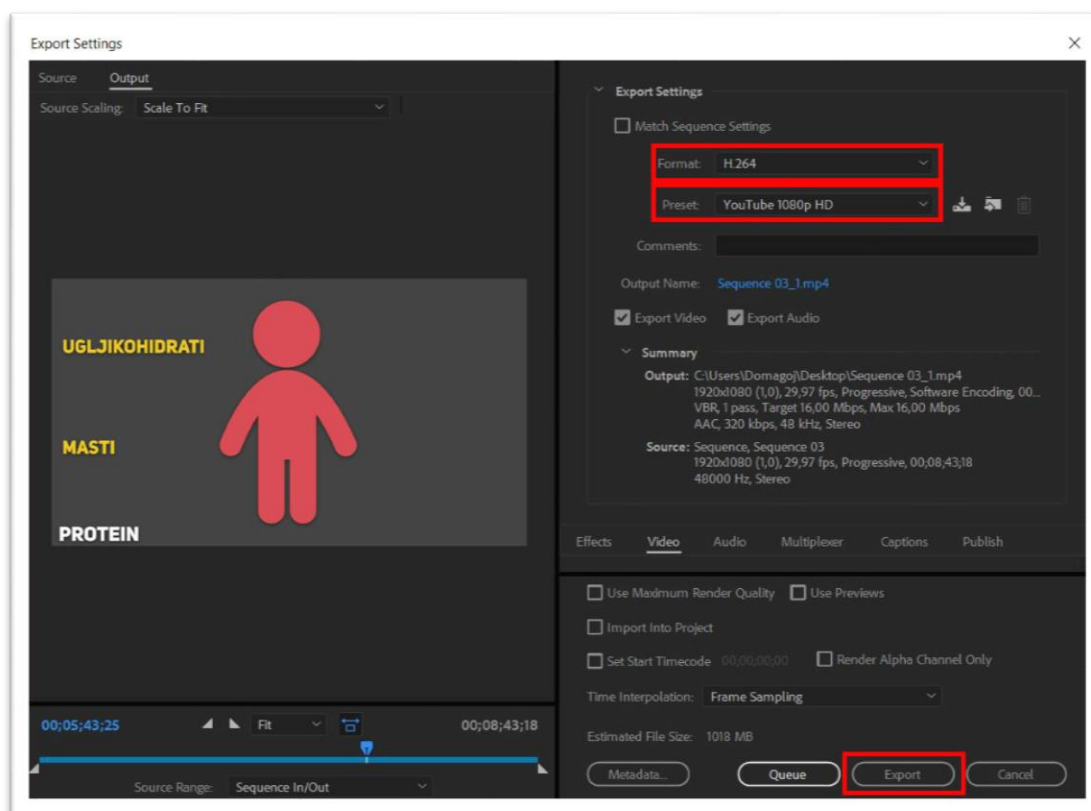 Export Settings
Source Output
Source Scaling: Scale To Fit
UGLJIKOHIDRATI
MASTI
PROTEIN
00;05;43;25 Fit 00;08;43;18
Source Range: Sequence In/Out
Export Settings
Match Sequence Settings
Format: H.264
Preset: YouTube 1080p HD
Comments:
Output Name: Sequence 03_1.mp4
Export Video Export Audio
Summary
Output: C:\Users\Domagoj\Desktop\Sequence 03_1.mp4
1920x1080 (1,0), 29,97 fps, Progressive, Software Encoding, 00...
VBR, 1 pass, Target 16,00 Mbps, Max 16,00 Mbps
AAC, 320 kbps, 48 kHz, Stereo
Source: Sequence, Sequence 03
1920x1080 (1,0), 29,97 fps, Progressive, 00;08;43;18
48000 Hz, Stereo
Effects Video Audio Multiplexer Captions Publish
Use Maximum Render Quality Use Previews
Import Into Project
Set Start Timecode 00;00;00;00 Render Alpha Channel Only
Time Interpolation: Frame Sampling
Estimated File Size: 1018 MB
Metadata... Queue Export Cancel